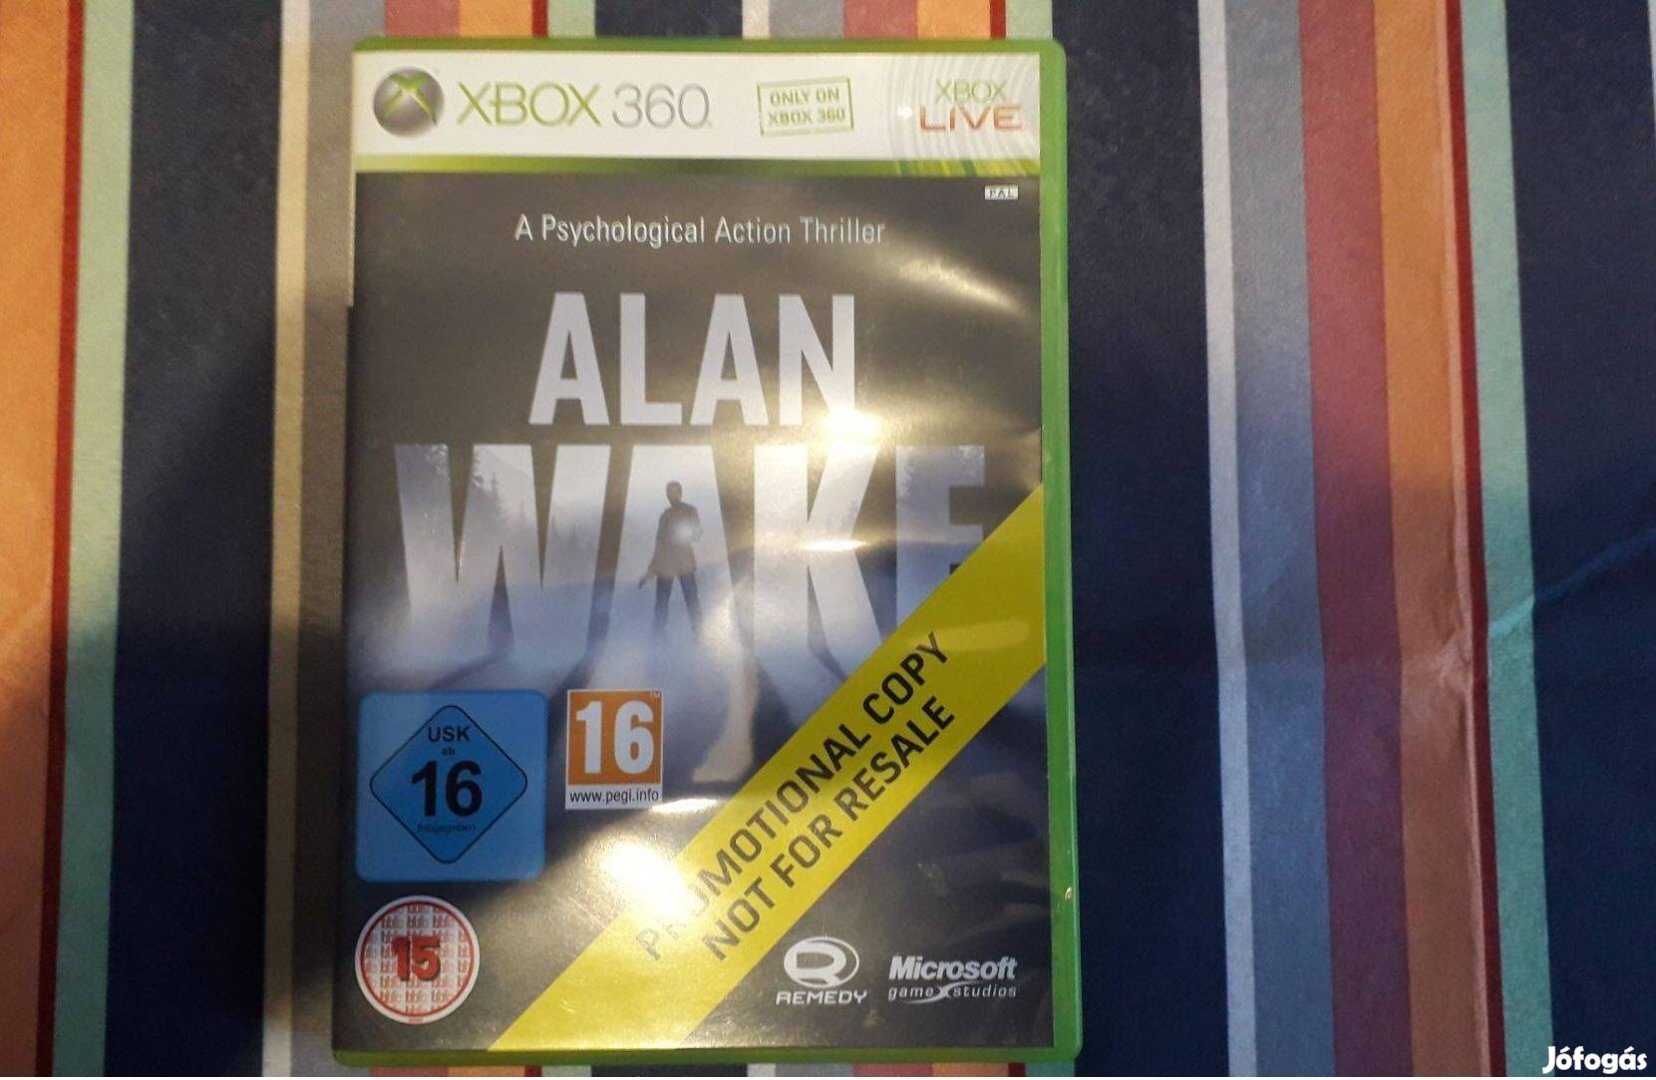 XBOX 360
ONLY ON
XBOX 360
XBOX
LIVE
PAL
A Psychological Action Thriller
ALAN
WAKE
USK
ab
16
freigegeben
16
www.pegi.info
PROMOTIONAL COPY
NOT FOR RESALE
15
REMEDY
Microsoft
game studios
Jófogás